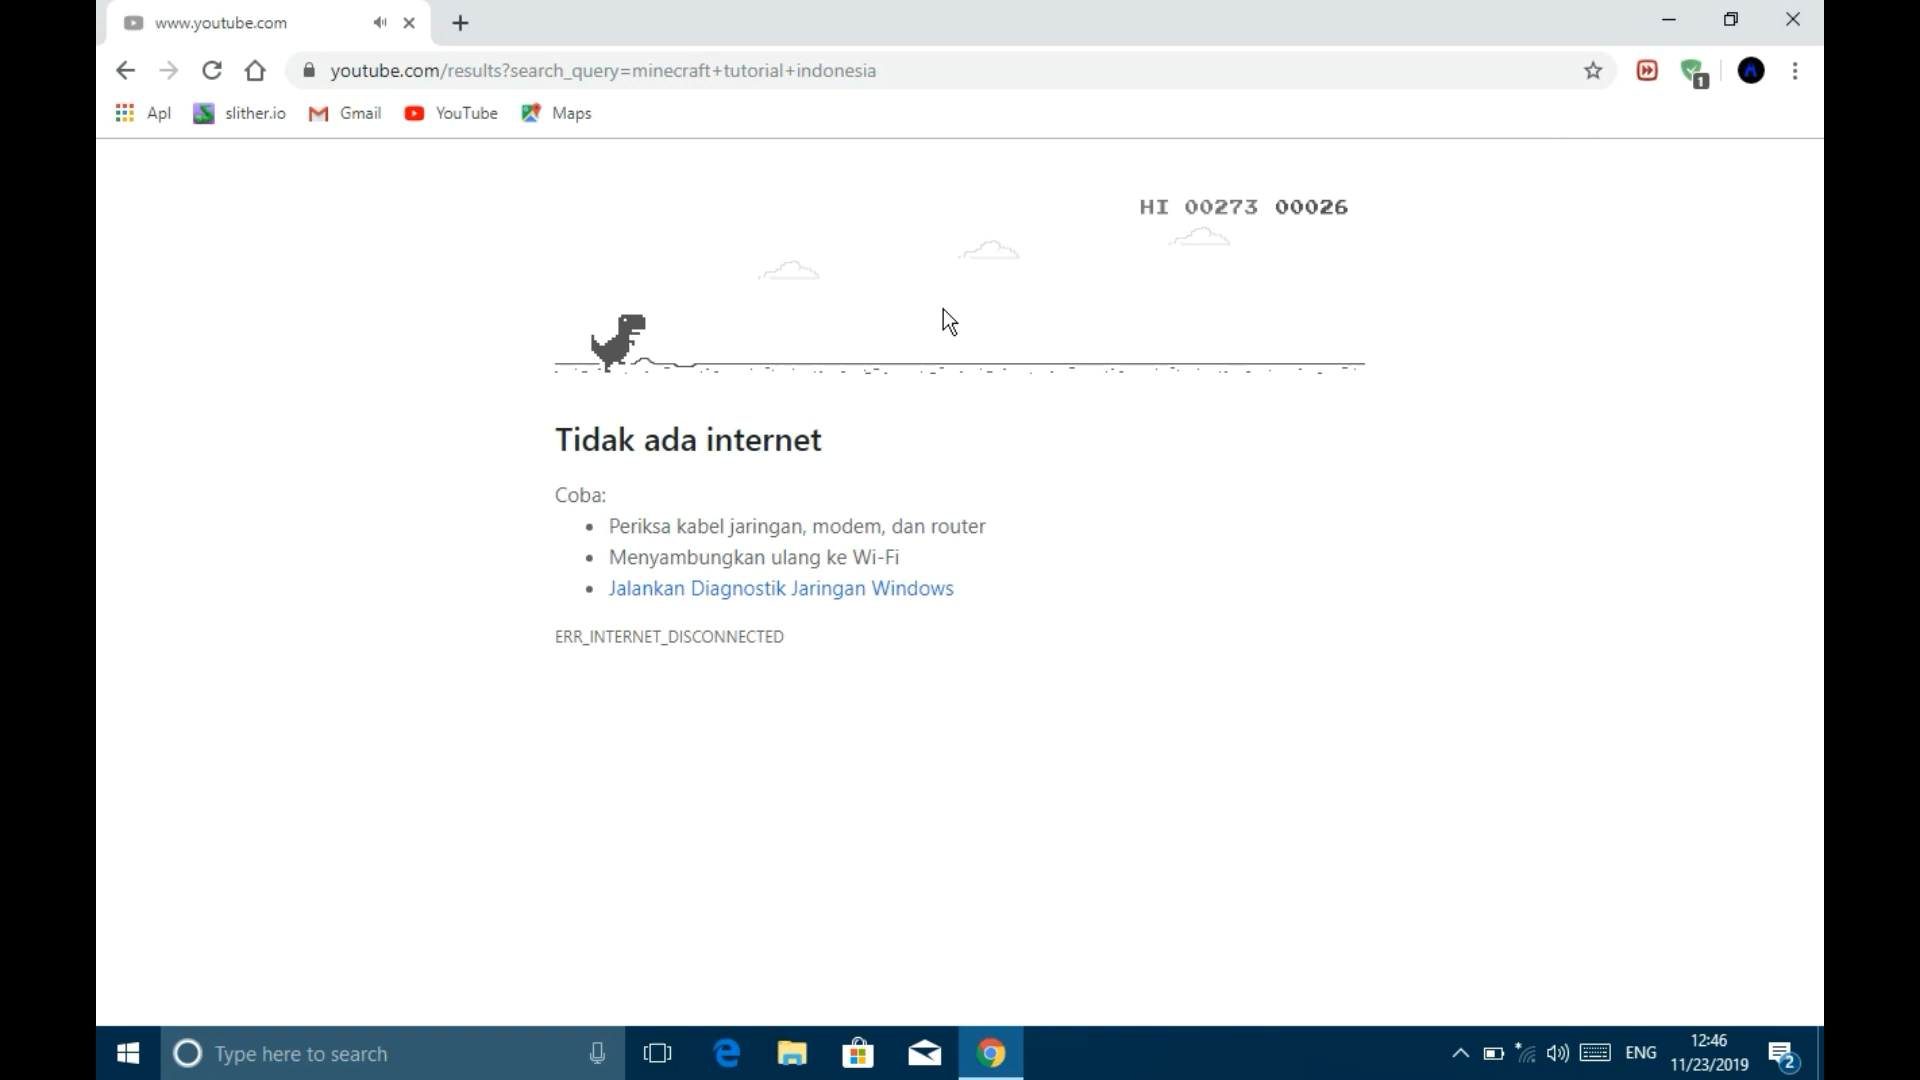 www.youtube.com
youtube.com/results?search_query=minecraft+tutorial+indonesia
1
Apl slither.io Gmail YouTube Maps
HI 00273 00026
Tidak ada internet
Coba:
Periksa kabel jaringan, modem, dan router
Menyambungkan ulang ke Wi-Fi
Jalankan Diagnostik Jaringan Windows
ERR_INTERNET_DISCONNECTED
Type here to search
ENG
12:46
11/23/2019
2